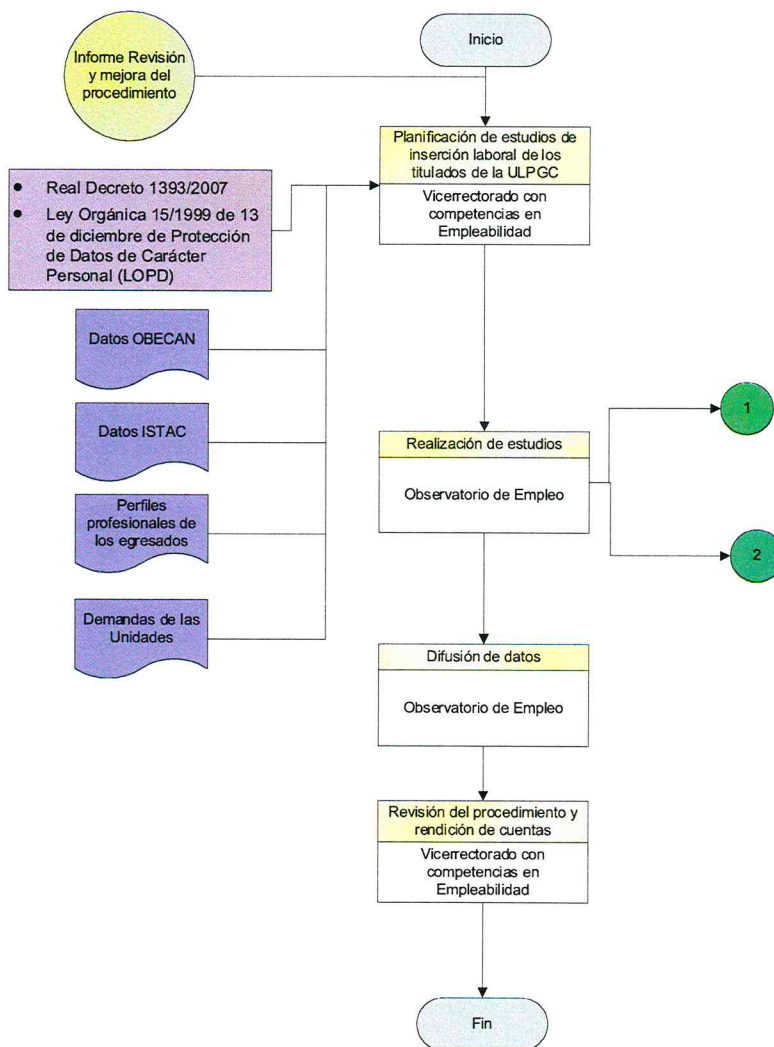 Informe Revisión
y mejora del
procedimiento
Inicio
Planificación de estudios de
inserción laboral de los
titulados de la ULPGC
Vicerrectorado con
competencias en
Empleabilidad
• Real Decreto 1393/2007
• Ley Orgánica 15/1999 de 13
de diciembre de Protección
de Datos de Carácter
Personal (LOPD)
Datos OBECAN
Datos ISTAC
Perfiles
profesionales de
los egresados
Demandas de las
Unidades
Realización de estudios
Observatorio de Empleo
1
2
Difusión de datos
Observatorio de Empleo
Revisión del procedimiento y
rendición de cuentas
Vicerrectorado con
competencias en
Empleabilidad
Fin